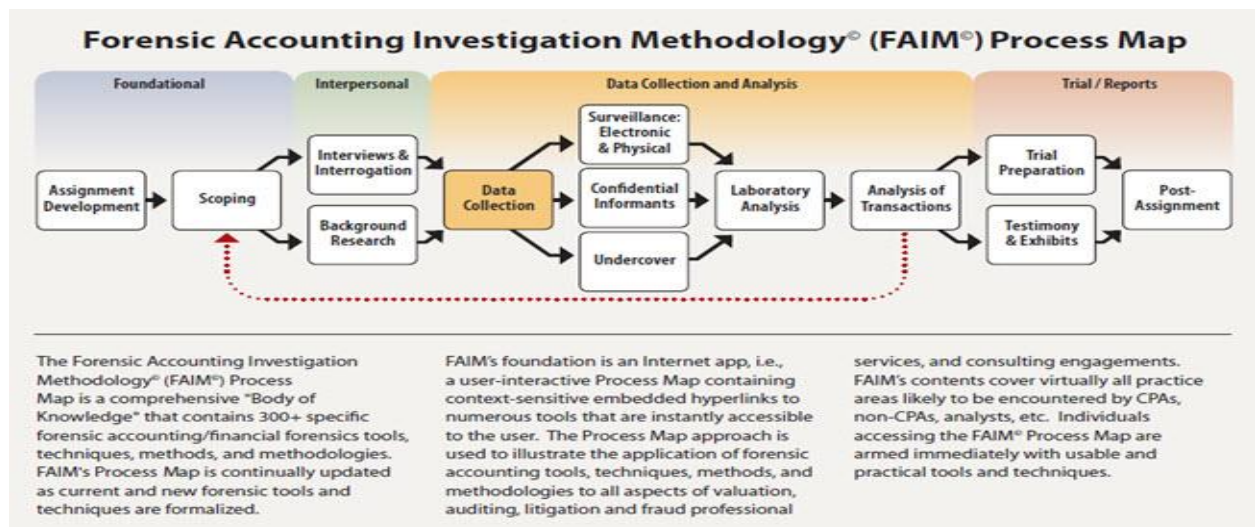 Forensic Accounting Investigation Methodology© (FAIM©) Process Map
Foundational
Interpersonal
Data Collection and Analysis
Trial / Reports
Assignment
Development
Scoping
Interviews &
Interrogation
Background
Research
Data
Collection
Surveillance:
Electronic
& Physical
Confidential
Informants
Undercover
Laboratory
Analysis
Analysis of
Transactions
Trial
Preparation
Testimony
& Exhibits
Post-
Assignment
The Forensic Accounting Investigation
Methodology© (FAIM©) Process
Map is a comprehensive "Body of
Knowledge" that contains 300+ specific
forensic accounting/financial forensics tools,
techniques, methods, and methodologies.
FAIM's Process Map is continually updated
as current and new forensic tools and
techniques are formalized.
FAIM's foundation is an Internet app, i.e.,
a user-interactive Process Map containing
context-sensitive embedded hyperlinks to
numerous tools that are instantly accessible
to the user. The Process Map approach is
used to illustrate the application of forensic
accounting tools, techniques, methods, and
methodologies to all aspects of valuation,
auditing, litigation and fraud professional
services, and consulting engagements.
FAIM's contents cover virtually all practice
areas likely to be encountered by CPAs,
non-CPAs, analysts, etc. Individuals
accessing the FAIM© Process Map are
armed immediately with usable and
practical tools and techniques.